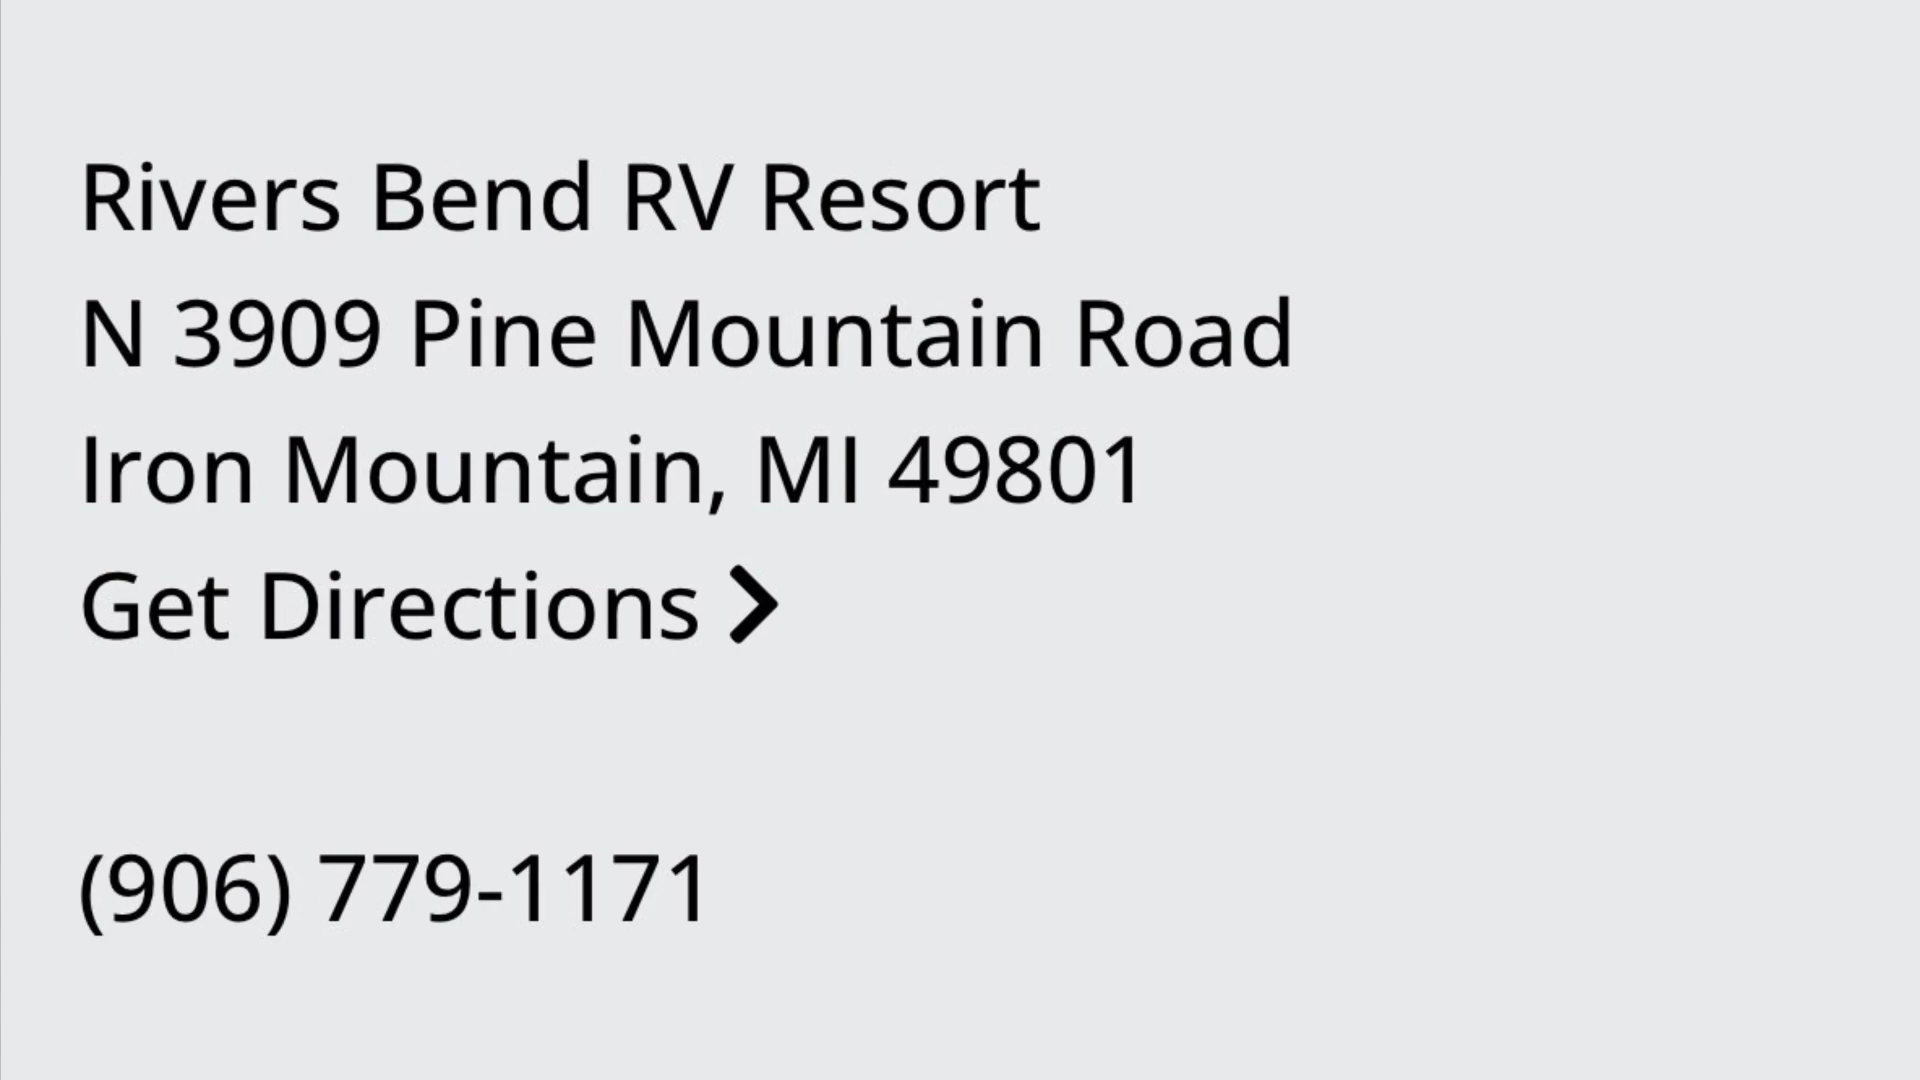 Rivers Bend RV Resort
N 3909 Pine Mountain Road
Iron Mountain, MI 49801
Get Directions
(906) 779-1171